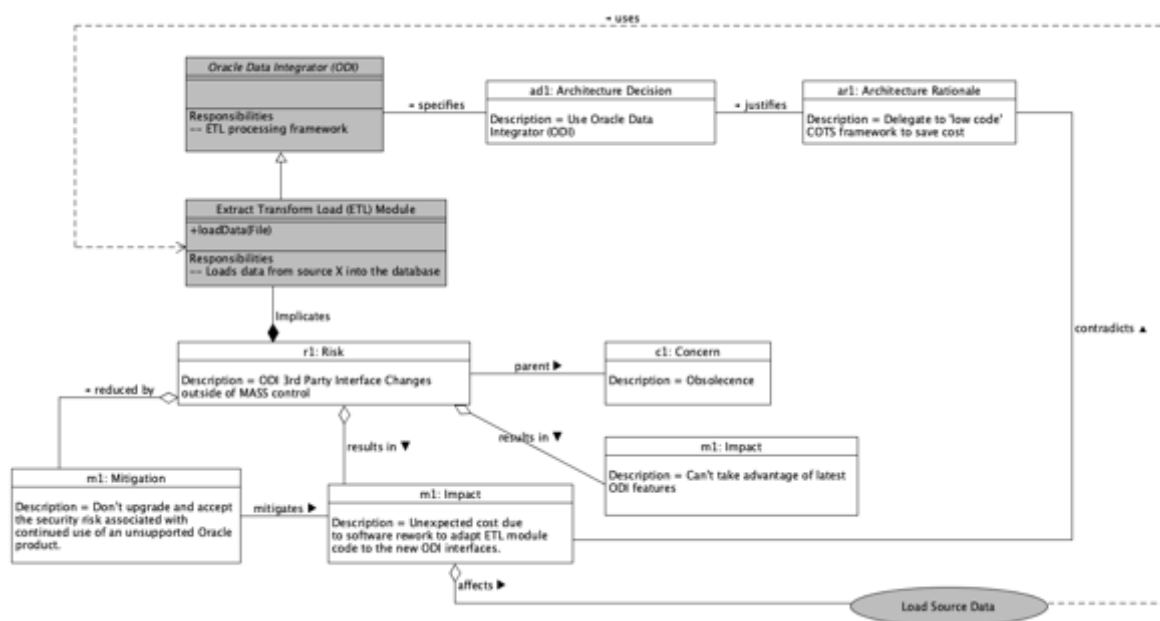 ◂ uses
Oracle Data Integrator (ODI)
Responsibilities
-- ETL processing framework
◂ specifies
ad1: Architecture Decision
Description = Use Oracle Data
Integrator (ODI)
◂ justifies
ar1: Architecture Rationale
Description = Delegate to 'low code'
COTS framework to save cost
Extract Transform Load (ETL) Module
+loadData(File)
Responsibilities
-- Loads data from source X into the database
Implicates
contradicts ▲
r1: Risk
Description = ODI 3rd Party Interface Changes
outside of MASS control
parent ▶
c1: Concern
Description = Obsolecence
◂ reduced by
results in ▼
results in ▼
m1: Impact
Description = Can't take advantage of latest
ODI features
m1: Mitigation
Description = Don't upgrade and accept
the security risk associated with
continued use of an unsupported Oracle
product.
mitigates ▶
m1: Impact
Description = Unexpected cost due
to software rework to adapt ETL module
code to the new ODI interfaces.
affects ▶
Load Source Data